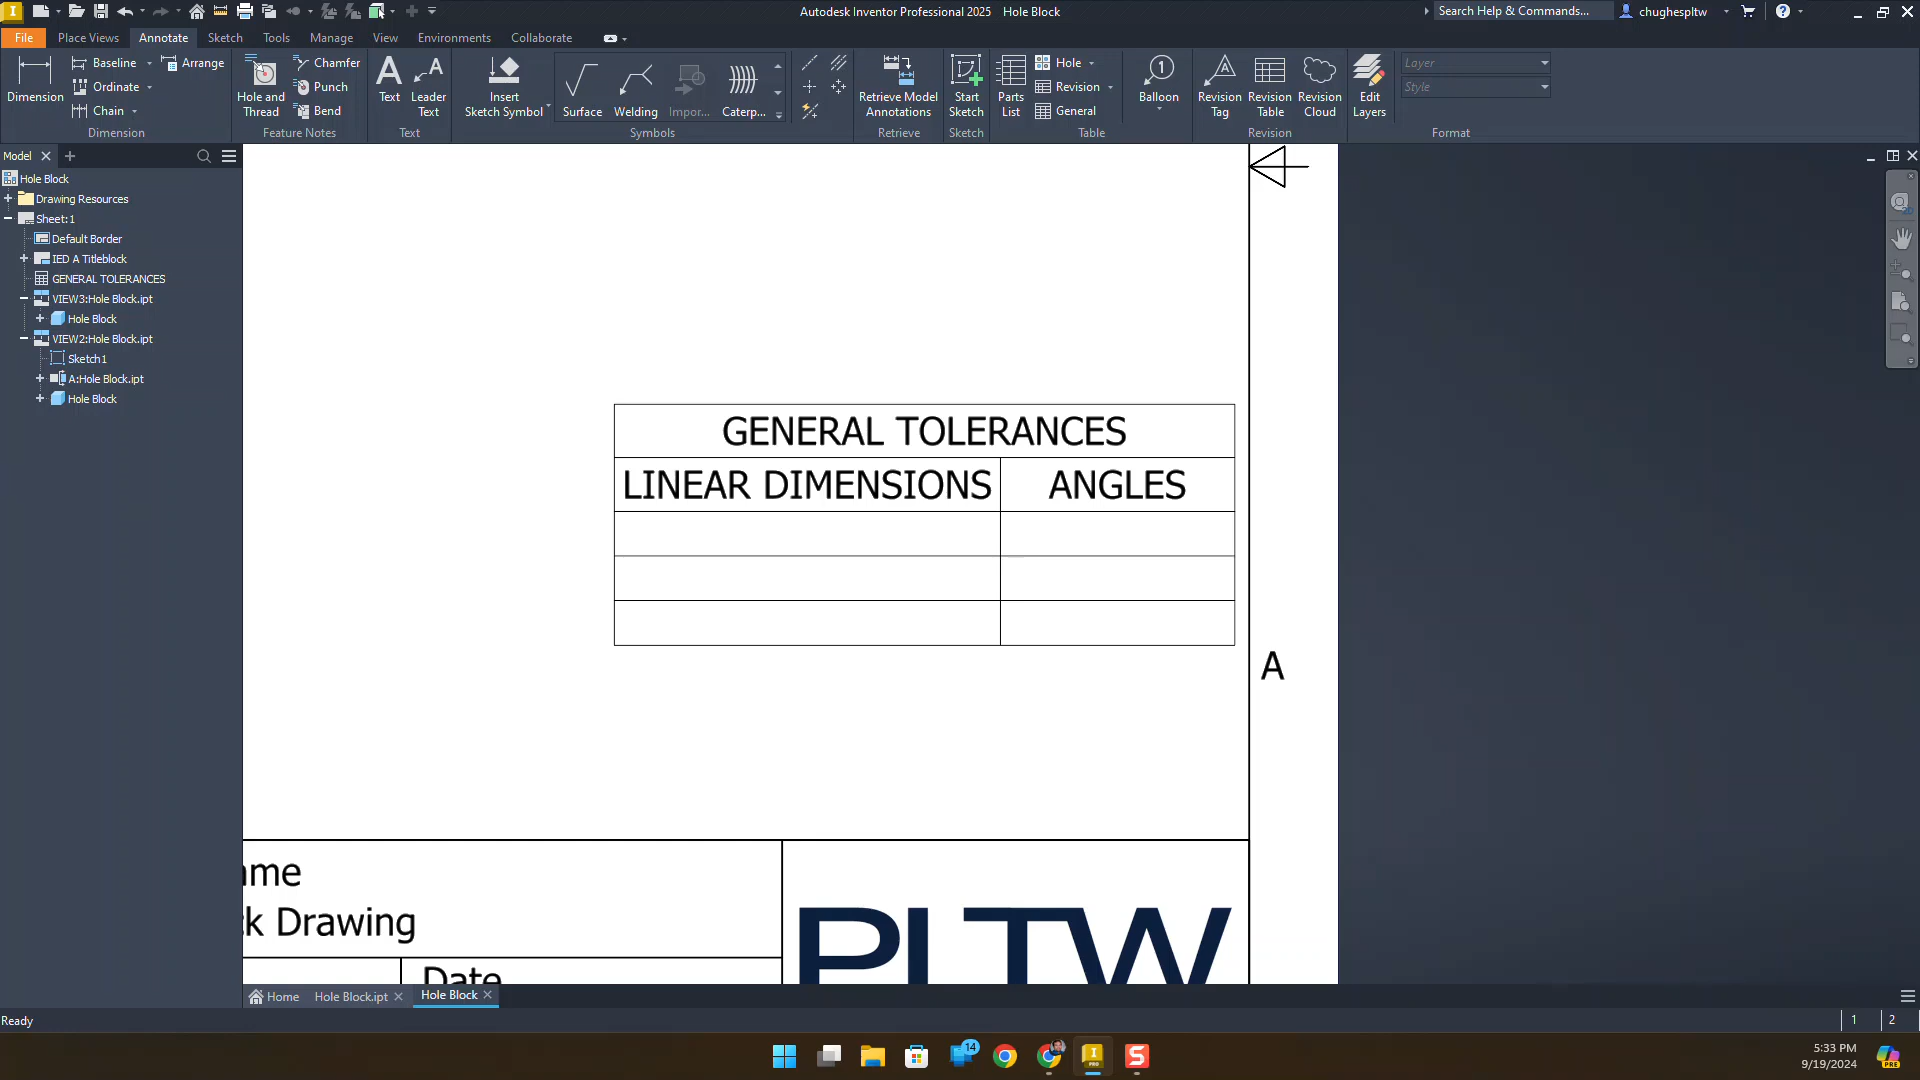 Autodesk Inventor Professional 2025 Hole Block
Search Help & Commands...
chughespltw
File Place Views Annotate Sketch Tools Manage View Environments Collaborate
Dimension
Baseline
Ordinate
Chain
Arrange
Dimension
Hole and Thread
Chamfer
Punch
Bend
Feature Notes
Text
Leader Text
Text
Insert Sketch Symbol
Surface
Welding
Impor...
Caterp...
Symbols
Retrieve Model Annotations
Retrieve
Start Sketch
Sketch
Parts List
Hole
Revision
General
Table
Balloon
Revision Tag
Revision Table
Revision Cloud
Revision
Edit Layers
Layer
Style
Format
Model
Hole Block
Drawing Resources
Sheet:1
Default Border
IED A Titleblock
GENERAL TOLERANCES
VIEW3:Hole Block.ipt
Hole Block
VIEW2:Hole Block.ipt
Sketch1
A:Hole Block.ipt
Hole Block
GENERAL TOLERANCES
LINEAR DIMENSIONS ANGLES
A
ame
k Drawing
Date
PLTW
Home Hole Block.ipt Hole Block
Ready
1 2
14
5:33 PM
9/19/2024